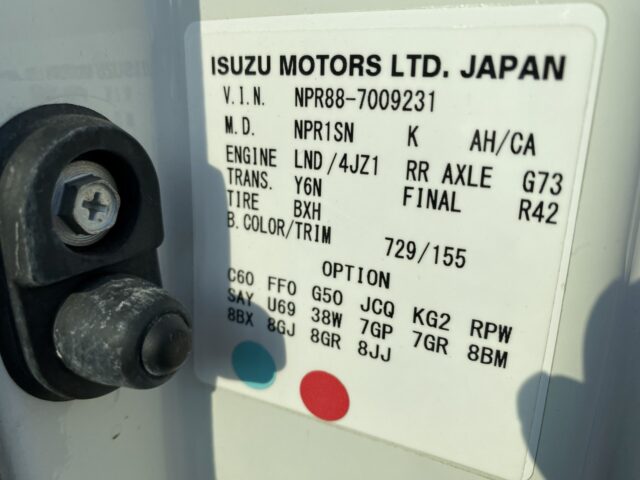 ISUZU MOTORS LTD. JAPAN
V.I.N. NPR88-7009231
M.D. NPR1SN K AH/CA
ENGINE LND/4JZ1 RR AXLE G73
TRANS. Y6N FINAL R42
TIRE BXH
B.COLOR/TRIM 729/155
OPTION
C60 FF0 G50 JCQ KG2 RPW
SAY U69 38W 7GP 7GR 8BM
8BX 8GJ 8GR 8JJ